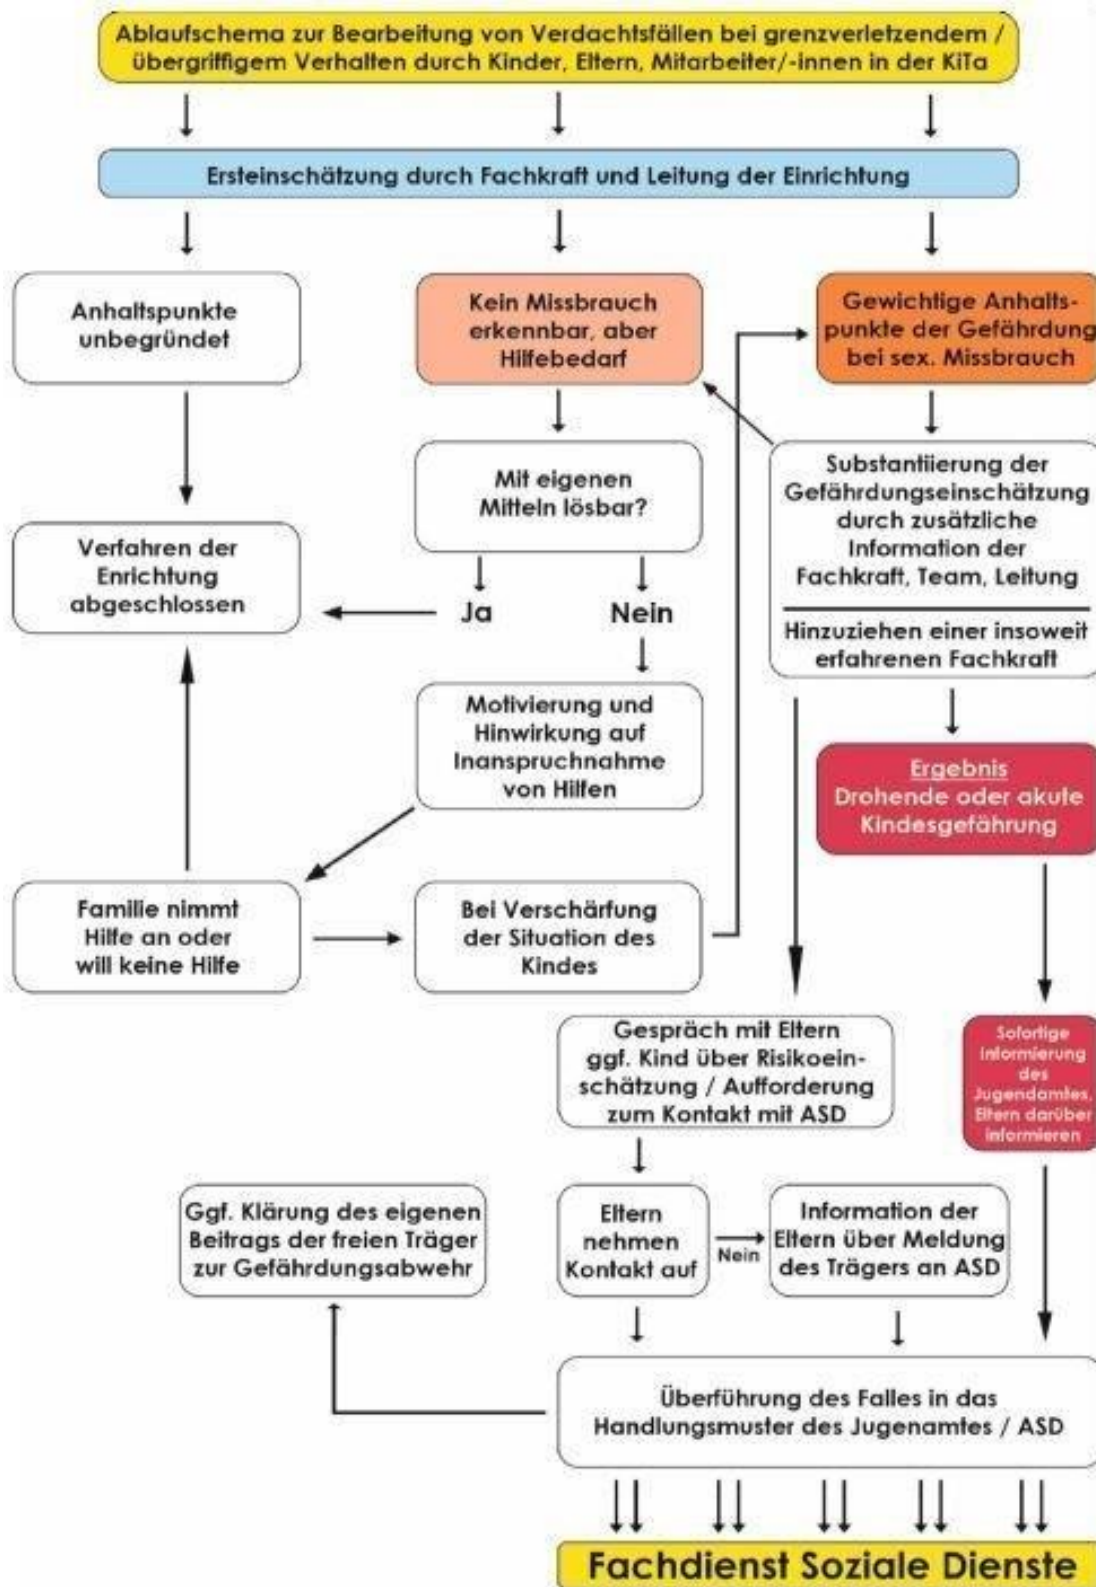 Ablaufschema zur Bearbeitung von Verdachtsfällen bei grenzverletzendem /
übergriffigem Verhalten durch Kinder, Eltern, Mitarbeiter/-innen in der KiTa
Ersteinschätzung durch Fachkraft und Leitung der Einrichtung
Anhaltspunkte
unbegründet
Kein Missbrauch
erkennbar, aber
Hilfebedarf
Gewichtige Anhalts-
punkte der Gefährdung
bei sex. Missbrauch
Mit eigenen
Mitteln lösbar?
Substantiierung der
Gefährdungseinschätzung
durch zusätzliche
Information der
Fachkraft, Team, Leitung
Hinzuziehen einer insoweit
erfahrenen Fachkraft
Verfahren der
Enrichtung
abgeschlossen
Ja
Nein
Motivierung und
Hinwirkung auf
Inanspruchnahme
von Hilfen
Ergebnis
Drohende oder akute
Kindesgefährung
Familie nimmt
Hilfe an oder
will keine Hilfe
Bei Verschärfung
der Situation des
Kindes
Gespräch mit Eltern
ggf. Kind über Risikoein-
schätzung / Aufforderung
zum Kontakt mit ASD
Sofortige
Informierung
des
Jugendamtes,
Eltern darüber
informieren
Ggf. Klärung des eigenen
Beitrags der freien Träger
zur Gefährdungsabwehr
Eltern
nehmen
Kontakt auf
Nein
Information der
Eltern über Meldung
des Trägers an ASD
Überführung des Falles in das
Handlungsmuster des Jugenamtes / ASD
Fachdienst Soziale Dienste